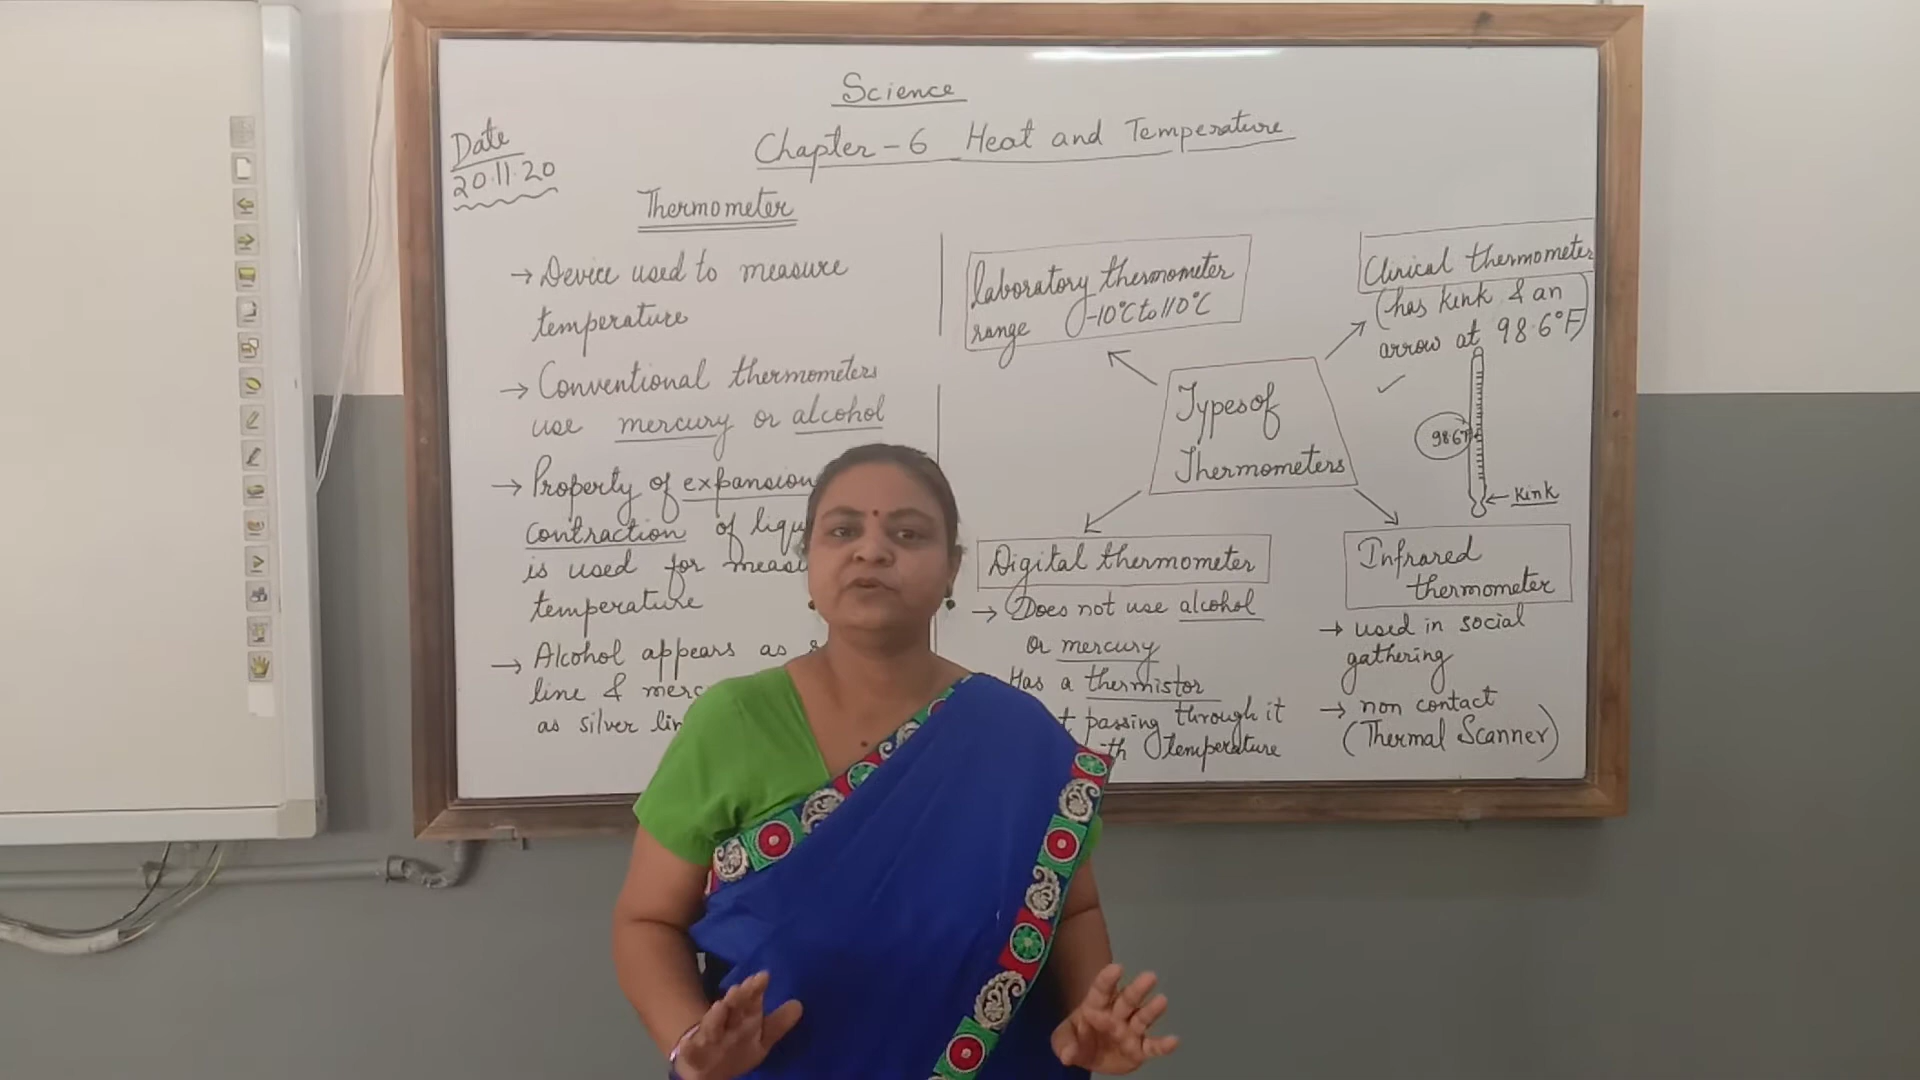 Science
Chapter-6 Heat and Temperature
Date
20.11.20
Thermometer
→ Device used to measure
temperature
→ Conventional thermometers
use mercury or alcohol
→ Property of expansion
contraction of
is used for
temperature
→ Alcohol appears as
line &
as silver
Laboratory thermometer
range -10°C to 110°C
Clinical thermometer
(has kink & an
arrow at 98.6°F)
98.6°F
← Kink
Types of
Thermometers
Digital thermometer
→ Does not use alcohol
or mercury
Has a thermistor
passing through it
temperature
Infrared
thermometer
→ used in social
gathering
→ non contact
(Thermal Scanner)